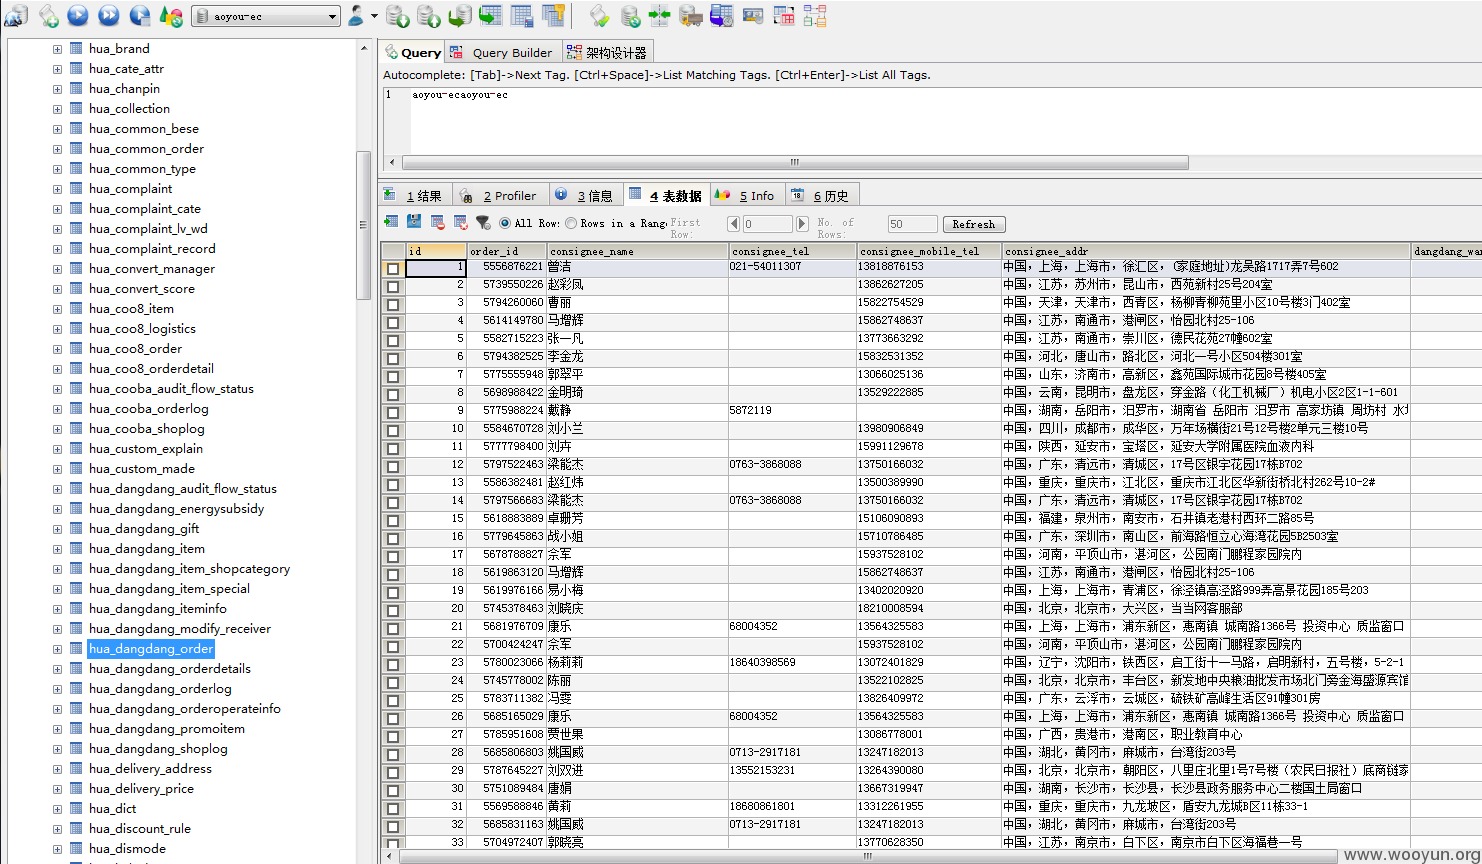 aoyou-ec
hua_brand
hua_cate_attr
hua_chanpin
hua_collection
hua_common_bese
hua_common_order
hua_common_type
hua_complaint
hua_complaint_cate
hua_complaint_lv_wd
hua_complaint_record
hua_convert_manager
hua_convert_score
hua_coo8_item
hua_coo8_logistics
hua_coo8_order
hua_coo8_orderdetail
hua_cooba_audit_flow_status
hua_cooba_orderlog
hua_cooba_shoplog
hua_custom_explain
hua_custom_made
hua_dangdang_audit_flow_status
hua_dangdang_energysubsidy
hua_dangdang_gift
hua_dangdang_item
hua_dangdang_item_shopcategory
hua_dangdang_item_special
hua_dangdang_iteminfo
hua_dangdang_modify_receiver
hua_dangdang_order
hua_dangdang_orderdetails
hua_dangdang_orderlog
hua_dangdang_orderoperateinfo
hua_dangdang_promoitem
hua_dangdang_shoplog
hua_delivery_address
hua_delivery_price
hua_dict
hua_discount_rule
hua_dismode
Query Query Builder 架构设计器
Autocomplete: [Tab]->Next Tag. [Ctrl+Space]->List Matching Tags. [Ctrl+Enter]->List All Tags.
1 aoyou-ecaoyou-ec
1 结果 2 Profiler 3 信息 4 表数据 5 Info 6 历史
All Row: Rows in a Rang First Row: 0 No. of Rows: 50 Refresh
id order_id consignee_name consignee_tel consignee_mobile_tel consignee_addr dangdang_wa
1 5556876221 曾洁 021-54011307 13818876153 中国，上海，上海市，徐汇区，(家庭地址)龙吴路1717弄7号602
2 5739550226 赵彩凤 13862627205 中国，江苏，苏州市，昆山市，西苑新村25号204室
3 5794260060 曹丽 15822754529 中国，天津，天津市，西青区，杨柳青柳苑里小区10号楼3门402室
4 5614149780 马增辉 15862748637 中国，江苏，南通市，港闸区，怡园北村25-106
5 5582715223 张一凡 13773663292 中国，江苏，南通市，崇川区，德民花苑27幢602室
6 5794382525 李金龙 15832531352 中国，河北，唐山市，路北区，河北一号小区504楼301室
7 5775555948 郭翠平 13066025136 中国，山东，济南市，高新区，鑫苑国际城市花园8号楼405室
8 5698988422 金明琦 13529222885 中国，云南，昆明市，盘龙区，穿金路（化工机械厂）机电小区2区1-1-601
9 5775988224 戴静 5872119 中国，湖南，岳阳市，汨罗市，湖南省 岳阳市 汨罗市 高家坊镇 周坊村
10 5584670728 刘小兰 13980906849 中国，四川，成都市，成华区，万年场横街21号12号楼2单元三楼10号
11 5777798400 刘卉 15991129678 中国，陕西，延安市，宝塔区，延安大学附属医院血液内科
12 5797522463 梁能杰 0763-3868088 13750166032 中国，广东，清远市，清城区，17号区银宇花园17栋B702
13 5586382481 赵红炜 13500389990 中国，重庆，重庆市，江北区，重庆市江北区华新街桥北村262号10-2#
14 5797566683 梁能杰 0763-3868088 13750166032 中国，广东，清远市，清城区，17号区银宇花园17栋B702
15 5618883889 卓珊芳 15106090893 中国，福建，泉州市，南安市，石井镇老港村西环二路85号
16 5779645863 战小姐 15710786485 中国，广东，深圳市，南山区，前海路恒立心海湾花园5B2503室
17 5678788827 佘军 15937528102 中国，河南，平顶山市，湛河区，公园南门鹏程家园院内
18 5619863120 马增辉 15862748637 中国，江苏，南通市，港闸区，怡园北村25-106
19 5619976166 易小梅 13402020920 中国，上海，上海市，青浦区，徐泾镇高泾路999弄高景花园185号203
20 5745378463 刘晓庆 18210008594 中国，北京，北京市，大兴区，当当网客服部
21 5681976709 康乐 68004352 13564325583 中国，上海，上海市，浦东新区，惠南镇 城南路1366号 投资中心 质监窗口
22 5700424247 佘军 15937528102 中国，河南，平顶山市，湛河区，公园南门鹏程家园院内
23 5780023066 杨莉莉 18640398569 13072401829 中国，辽宁，沈阳市，铁西区，启工街十一马路，启明新村，五号楼，5-2-1
24 5745778002 陈丽 13522102825 中国，北京，北京市，丰台区，新发地中央粮油批发市场北门旁金海盛源宾馆
25 5783711382 冯雯 13826409972 中国，广东，云浮市，云城区，硫铁矿高峰生活区91幢301房
26 5685165029 康乐 68004352 13564325583 中国，上海，上海市，浦东新区，惠南镇 城南路1366号 投资中心 质监窗口
27 5785951608 贾世果 13086778001 中国，广西，贵港市，港南区，职业教育中心
28 5685806803 姚国威 0713-2917181 13247182013 中国，湖北，黄冈市，麻城市，台湾街203号
29 5787645227 刘双进 13552153231 13264390080 中国，北京，北京市，朝阳区，八里庄北里1号7号楼（农民日报社）底商链家
30 5751089484 唐娟 13667319947 中国，湖南，长沙市，长沙县，长沙县政务服务中心二楼国土局窗口
31 5569588846 黄莉 18680861801 13312261955 中国，重庆，重庆市，九龙坡区，盾安九龙城B区11栋33-1
32 5685831163 姚国威 0713-2917181 13247182013 中国，湖北，黄冈市，麻城市，台湾街203号
33 5704972407 郭晓亮 13770628350 中国，江苏，南京市，白下区，南京市白下区海福巷一号
www.wooyun.org